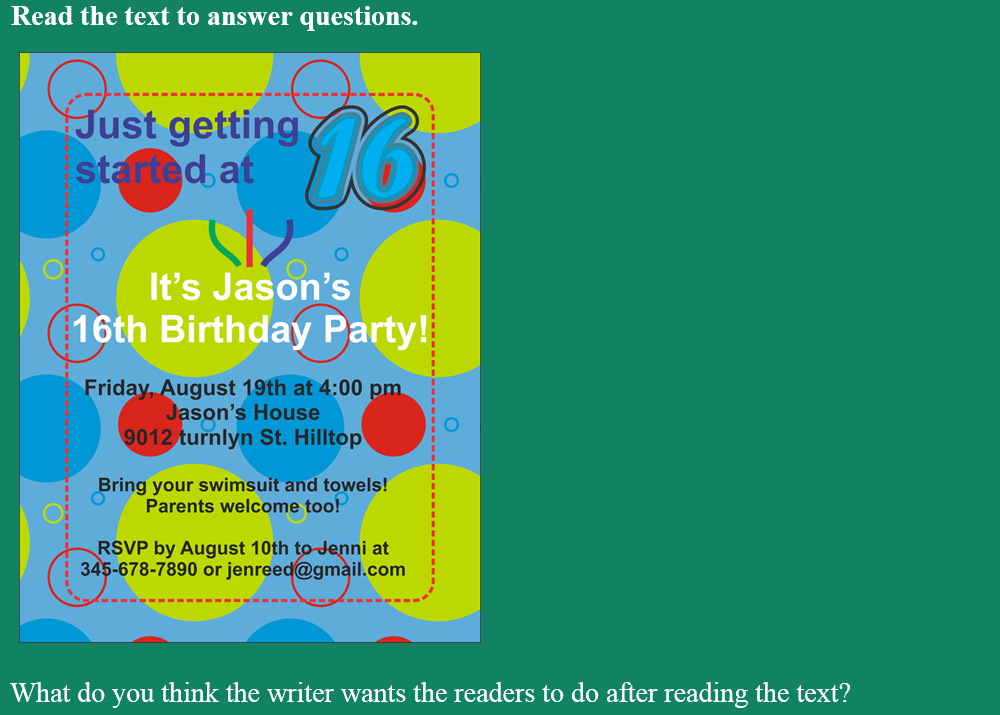 Read the text to answer questions.
Just getting
started at
16
It's Jason's
16th Birthday Party!
Friday, August 19th at 4:00 pm
Jason's House
9012 turnlyn St. Hilltop
Bring your swimsuit and towels!
Parents welcome too!
RSVP by August 10th to Jenni at
345-678-7890 or jenreed@gmail.com
What do you think the writer wants the readers to do after reading the text?